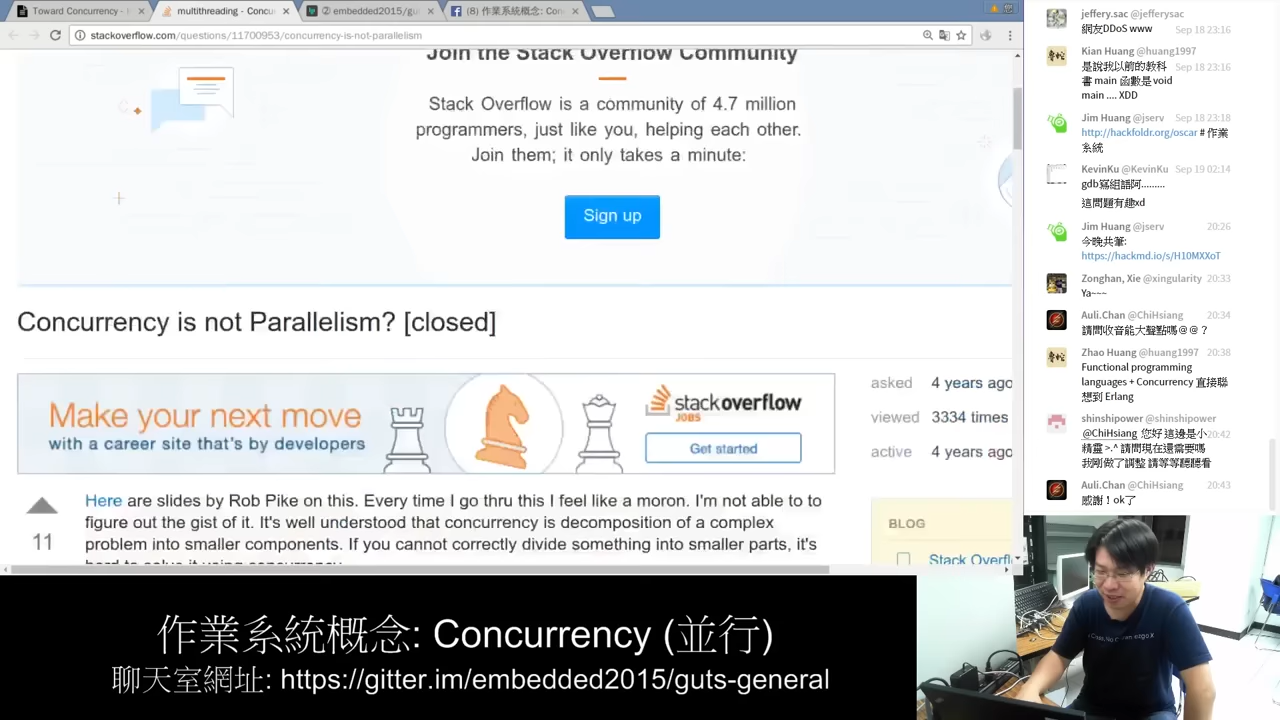 Toward Concurrency -
multithreading - Concu
② embedded2015/gu
(8) 作業系統概念: Con
stackoverflow.com/questions/11700953/concurrency-is-not-parallelism
Join the Stack Overflow Community
Stack Overflow is a community of 4.7 million
programmers, just like you, helping each other.
Join them; it only takes a minute:
Sign up
Concurrency is not Parallelism? [closed]
Make your next move
with a career site that's by developers
stackoverflow
JOBS
Get started
asked 4 years ago
viewed 3334 times
active 4 years ago
11
Here are slides by Rob Pike on this. Every time I go thru this I feel like a moron. I'm not able to to
figure out the gist of it. It's well understood that concurrency is decomposition of a complex
problem into smaller components. If you cannot correctly divide something into smaller parts, it's
hard to solve it using concurrency.
BLOG
Stack Overfl
jeffery.sac @jefferysac
網友DDoS www Sep 18 23:16
Kian Huang @huang1997
是說我以前的教科 Sep 18 23:16
書 main 函數是 void
main .... XDD
Jim Huang @jserv Sep 18 23:18
http://hackfoldr.org/oscar # 作業
系統
KevinKu @KevinKu Sep 19 02:14
gdb寫組語阿.........
這問題有趣xd
Jim Huang @jserv 20:26
今晚共筆:
https://hackmd.io/s/H10MXXoT
Zonghan, Xie @xingularity 20:33
Ya~~~
Auli.Chan @ChiHsiang 20:34
請問收音能大聲點嗎@@?
Zhao Huang @huang1997 20:38
Functional programming
languages + Concurrency 直接聯
想到 Erlang
shinshipower @shinshipower
@ChiHsiang 您好 這邊是小 20:42
精靈 >.^ 請問現在還需要嗎
我剛做了調整 請等等聽聽看
Auli.Chan @ChiHsiang 20:43
感謝！ok了
作業系統概念: Concurrency (並行)
聊天室網址: https://gitter.im/embedded2015/guts-general